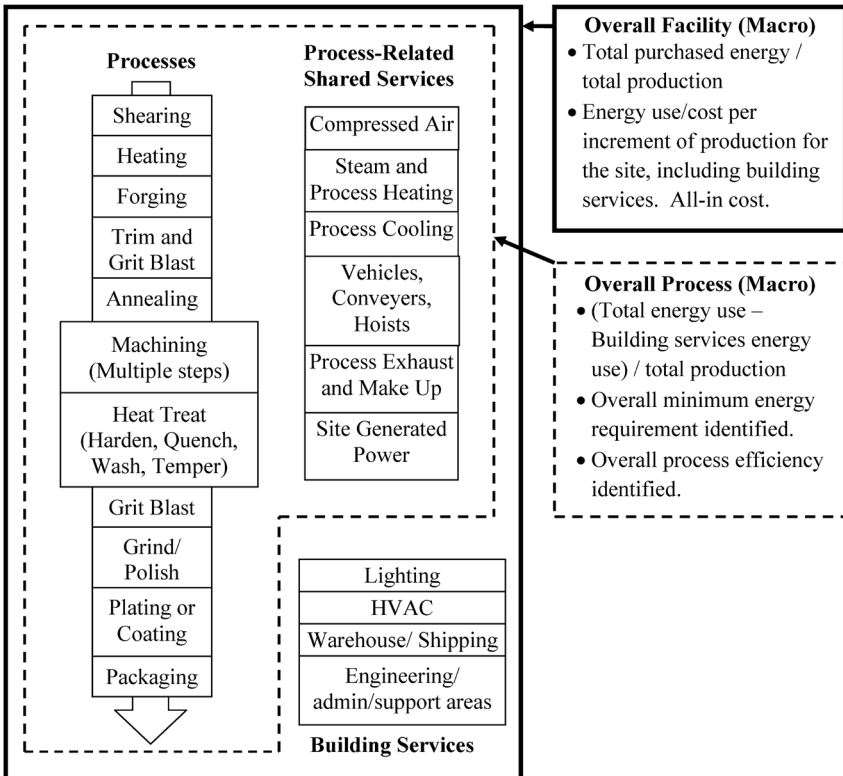 Processes
Shearing
Heating
Forging
Trim and
Grit Blast
Annealing
Machining
(Multiple steps)
Heat Treat
(Harden, Quench,
Wash, Temper)
Grit Blast
Grind/
Polish
Plating or
Coating
Packaging
Process-Related
Shared Services
Compressed Air
Steam and
Process Heating
Process Cooling
Vehicles,
Conveyers,
Hoists
Process Exhaust
and Make Up
Site Generated
Power
Lighting
HVAC
Warehouse/ Shipping
Engineering/
admin/support areas
Building Services
Overall Facility (Macro)
• Total purchased energy /
total production
• Energy use/cost per
increment of production for
the site, including building
services. All-in cost.
Overall Process (Macro)
• (Total energy use –
Building services energy
use) / total production
• Overall minimum energy
requirement identified.
• Overall process efficiency
identified.